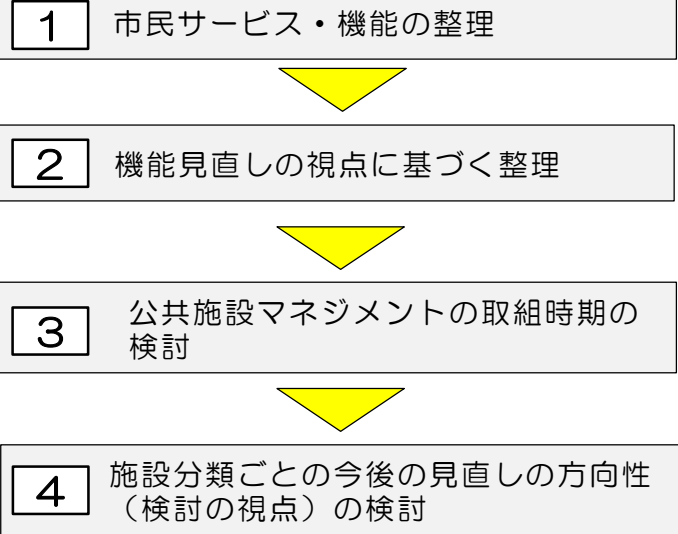 1 市民サービス・機能の整理
2 機能見直しの視点に基づく整理
3 公共施設マネジメントの取組時期の
検討
4 施設分類ごとの今後の見直しの方向性
（検討の視点）の検討